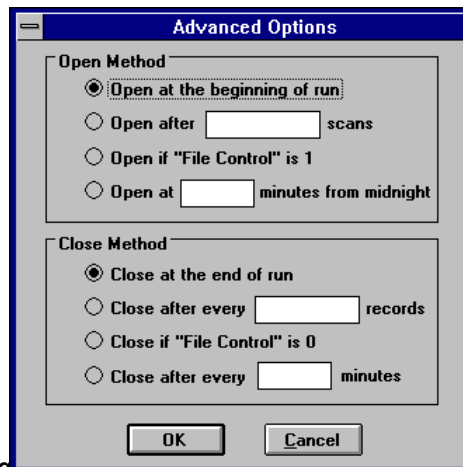 Advanced Options
Open Method
Open at the beginning of run
Open after scans
Open if "File Control" is 1
Open at minutes from midnight
Close Method
Close at the end of run
Close after every records
Close if "File Control" is 0
Close after every minutes
OK Cancel